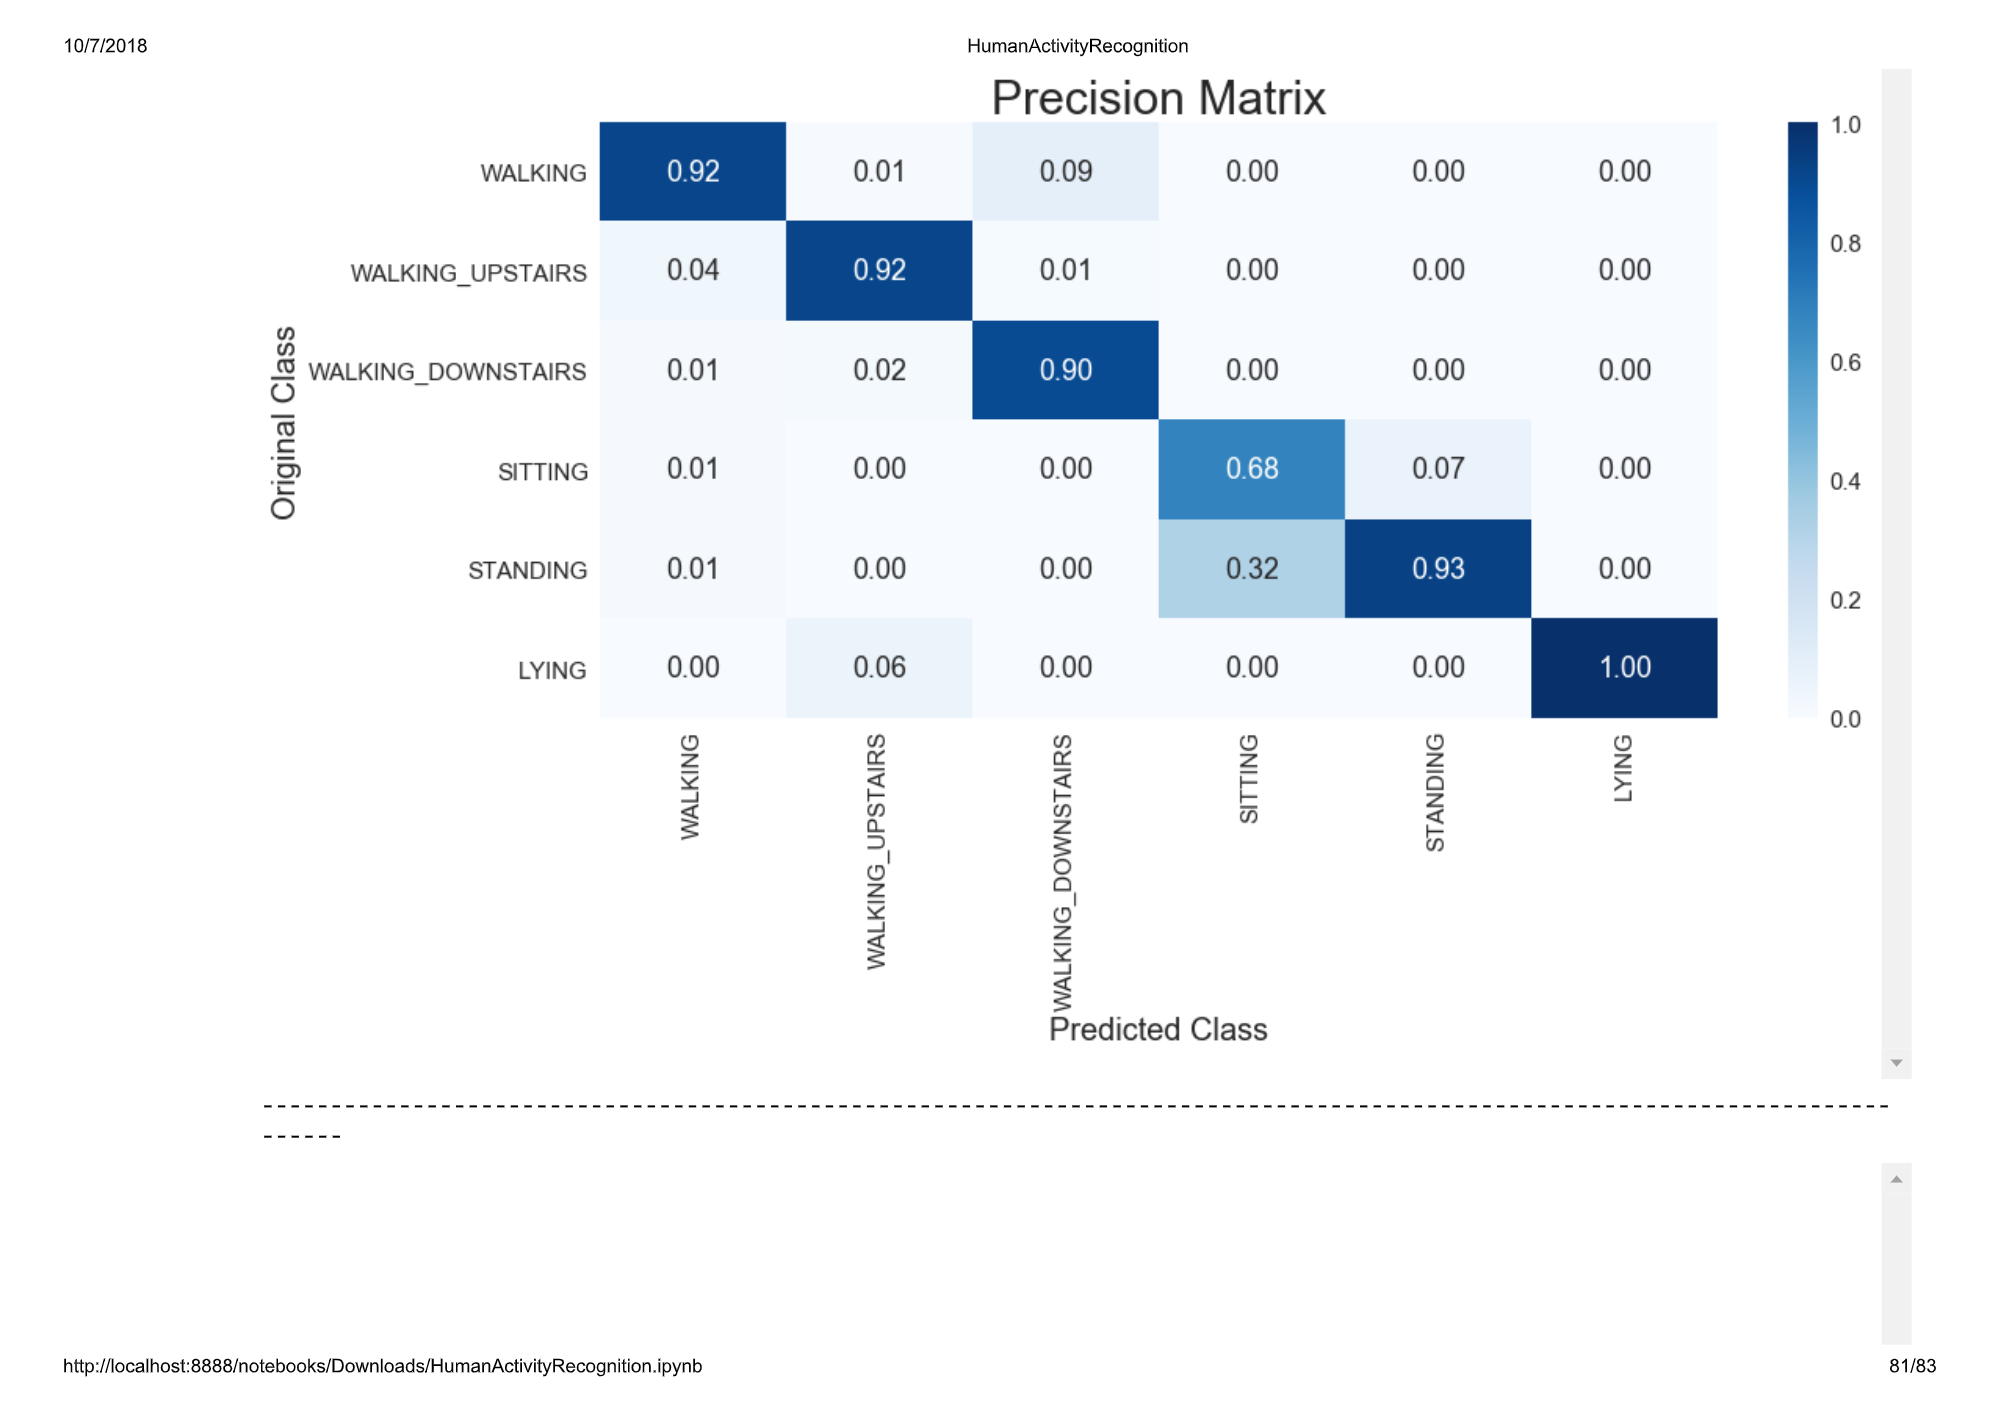 10/7/2018 HumanActivityRecognition
Precision Matrix
WALKING 0.92 0.01 0.09 0.00 0.00 0.00
WALKING_UPSTAIRS 0.04 0.92 0.01 0.00 0.00 0.00
WALKING_DOWNSTAIRS 0.01 0.02 0.90 0.00 0.00 0.00
SITTING 0.01 0.00 0.00 0.68 0.07 0.00
STANDING 0.01 0.00 0.00 0.32 0.93 0.00
LYING 0.00 0.06 0.00 0.00 0.00 1.00
Original Class
1.0
0.8
0.6
0.4
0.2
0.0
WALKING
WALKING_UPSTAIRS
WALKING_DOWNSTAIRS
SITTING
STANDING
LYING
Predicted Class
http://localhost:8888/notebooks/Downloads/HumanActivityRecognition.ipynb 81/83